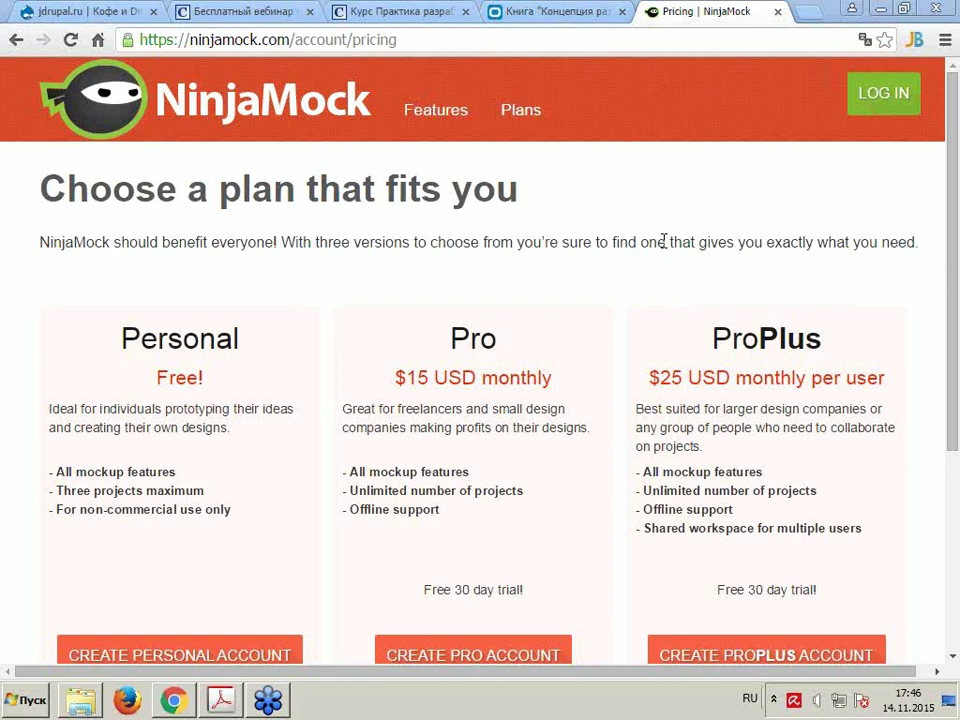 jdrupal.ru | Кофе и Dr
Бесплатный вебинар
Курс Практика разраб
Книга "Концепция раз
Pricing | NinjaMock
https://ninjamock.com/account/pricing
JB
NinjaMock
Features
Plans
LOG IN
Choose a plan that fits you
NinjaMock should benefit everyone! With three versions to choose from you're sure to find one that gives you exactly what you need.
Personal
Free!
Ideal for individuals prototyping their ideas
and creating their own designs.
- All mockup features
- Three projects maximum
- For non-commercial use only
CREATE PERSONAL ACCOUNT
Pro
$15 USD monthly
Great for freelancers and small design
companies making profits on their designs.
- All mockup features
- Unlimited number of projects
- Offline support
Free 30 day trial!
CREATE PRO ACCOUNT
ProPlus
$25 USD monthly per user
Best suited for larger design companies or
any group of people who need to collaborate
on projects.
- All mockup features
- Unlimited number of projects
- Offline support
- Shared workspace for multiple users
Free 30 day trial!
CREATE PROPLUS ACCOUNT
Пуск
RU
17:46
14.11.2015